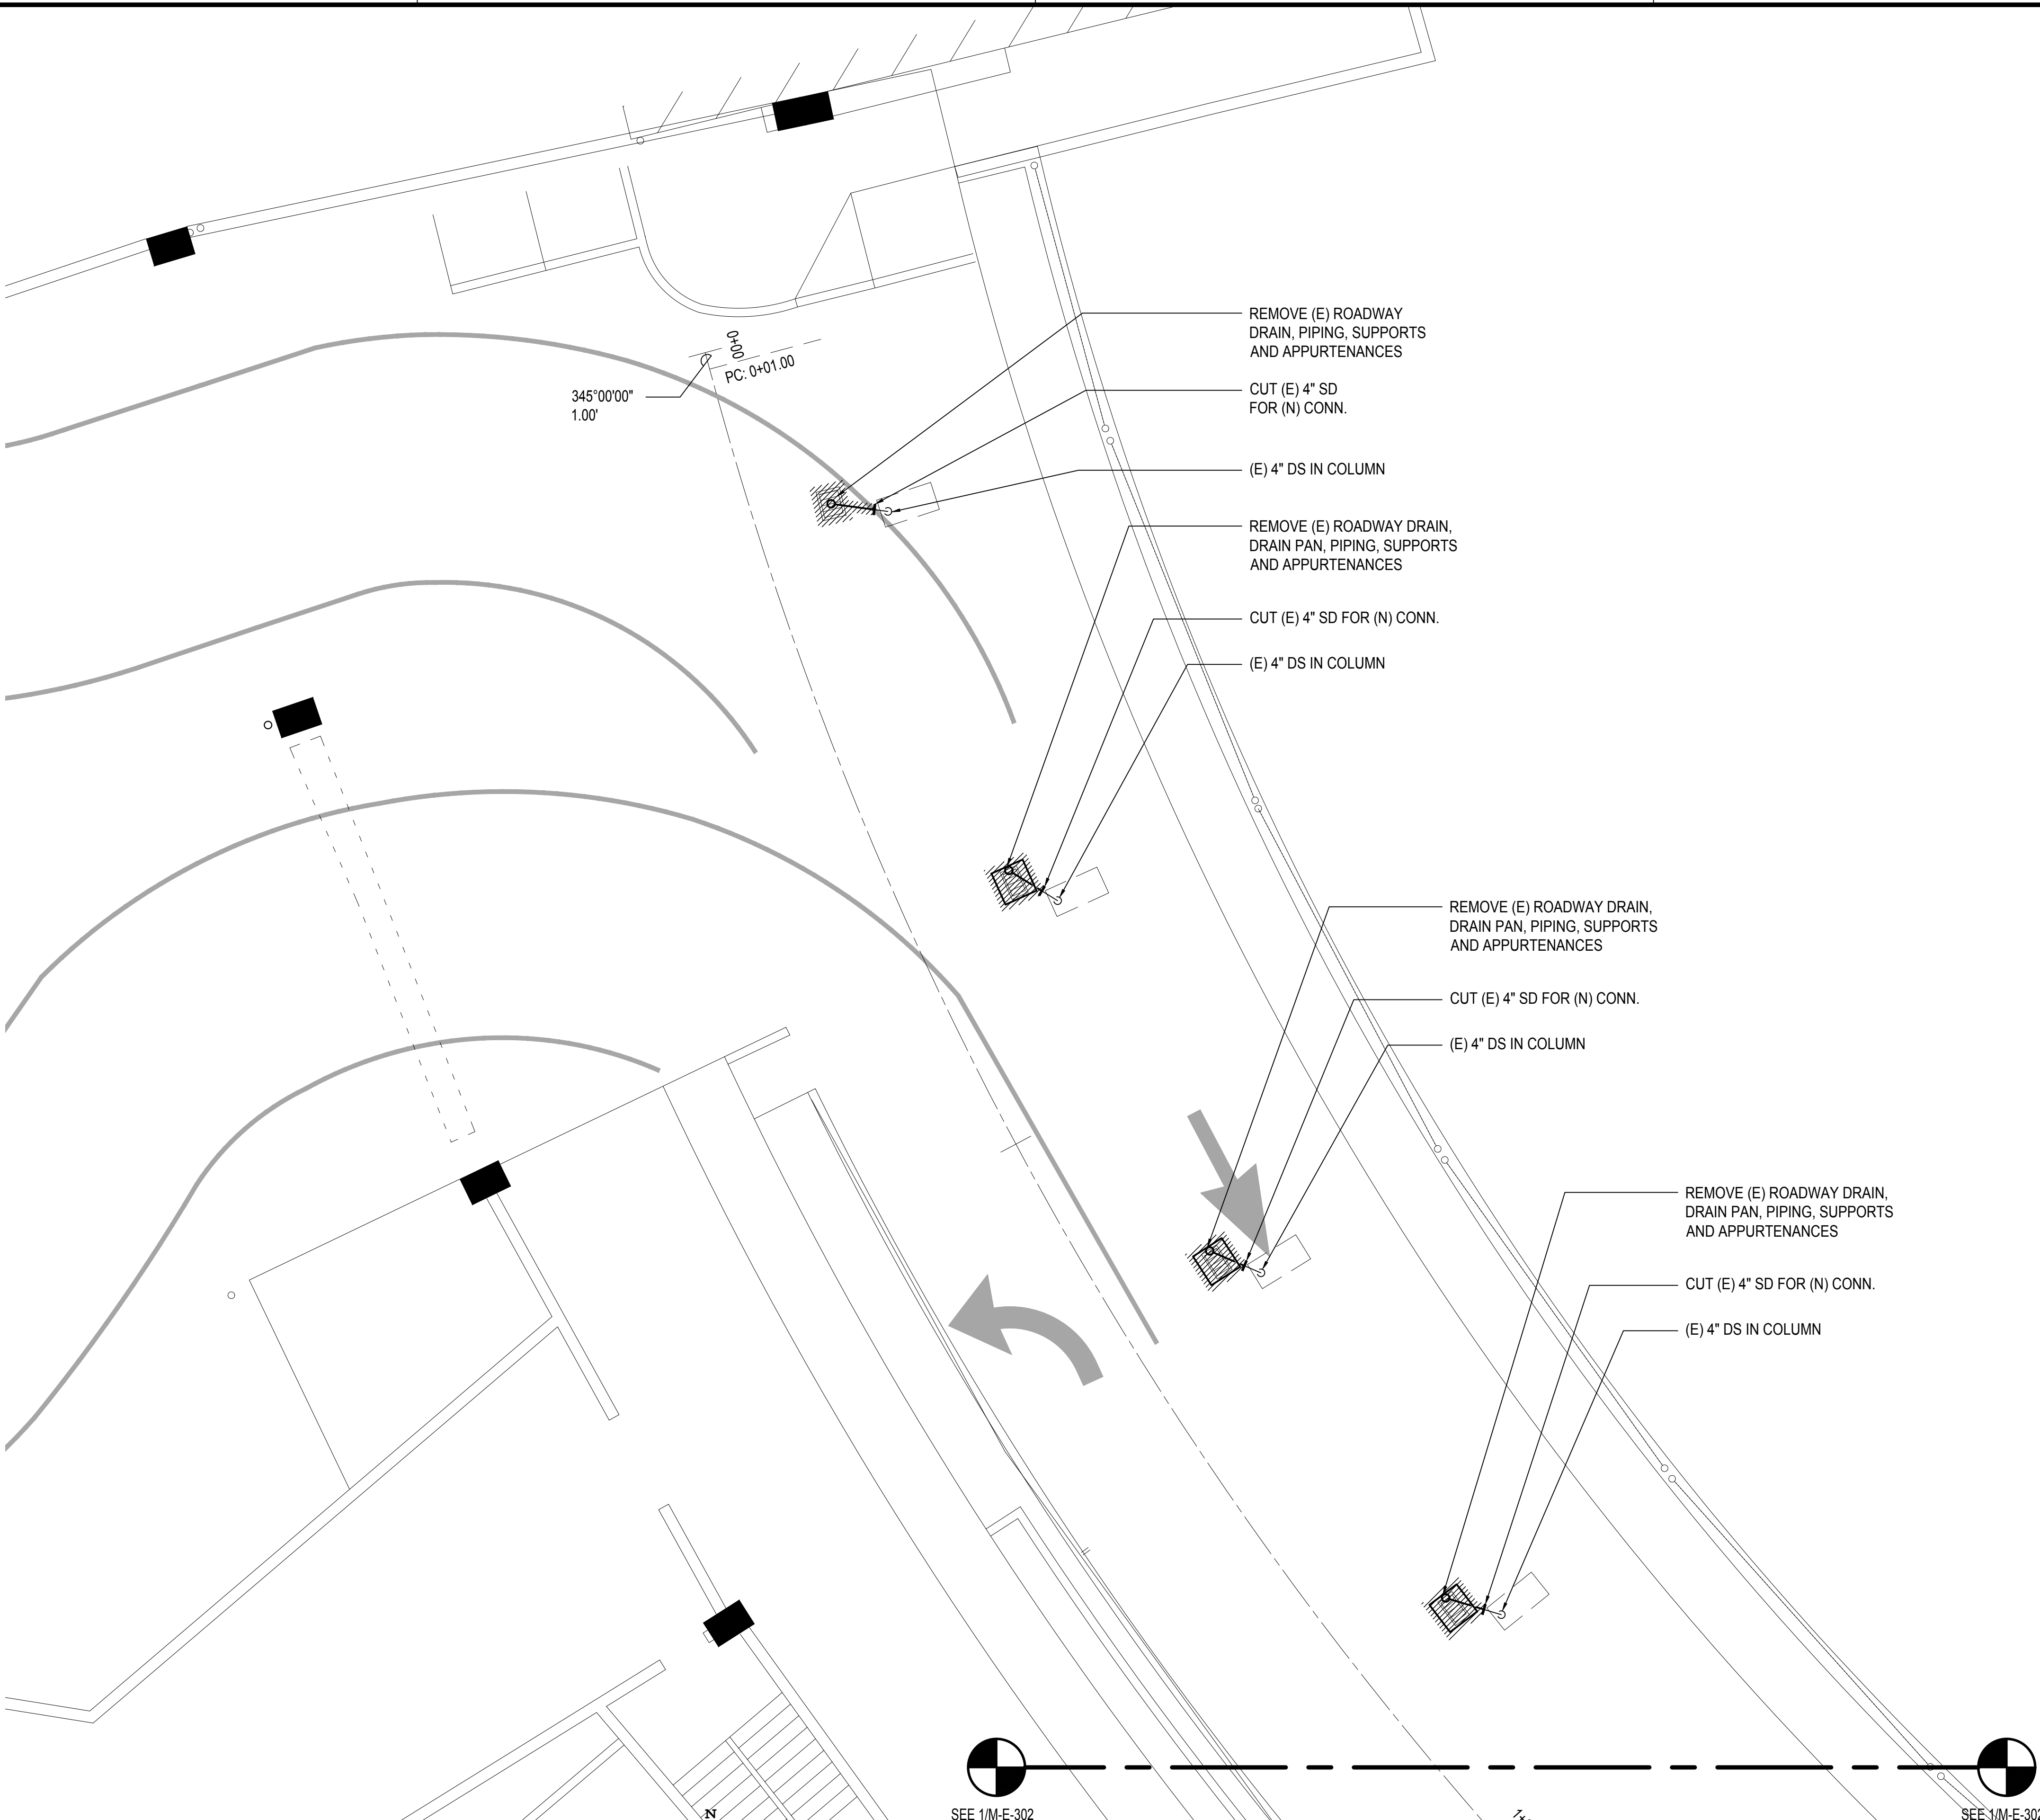 REMOVE (E) ROADWAY
DRAIN, PIPING, SUPPORTS
AND APPURTENANCES
0+00
PC: 0+01.00
345°00'00"
1.00'
CUT (E) 4" SD
FOR (N) CONN.
(E) 4" DS IN COLUMN
REMOVE (E) ROADWAY DRAIN,
DRAIN PAN, PIPING, SUPPORTS
AND APPURTENANCES
CUT (E) 4" SD FOR (N) CONN.
(E) 4" DS IN COLUMN
REMOVE (E) ROADWAY DRAIN,
DRAIN PAN, PIPING, SUPPORTS
AND APPURTENANCES
CUT (E) 4" SD FOR (N) CONN.
(E) 4" DS IN COLUMN
REMOVE (E) ROADWAY DRAIN,
DRAIN PAN, PIPING, SUPPORTS
AND APPURTENANCES
CUT (E) 4" SD FOR (N) CONN.
(E) 4" DS IN COLUMN
N
SEE 1/M-E-302
SEE 1/M-E-302